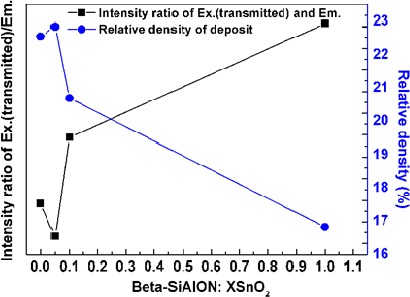 Intensity ratio of Ex.(transmitted) and Em.
Relative density of deposit
Intensity ratio of Ex.(transmitted)/Em.
23
22
21
20
19
18
17
16
Relative density (%)
0.0 0.1 0.2 0.3 0.4 0.5 0.6 0.7 0.8 0.9 1.0 1.1
Beta-SiAlON: XSnO₂